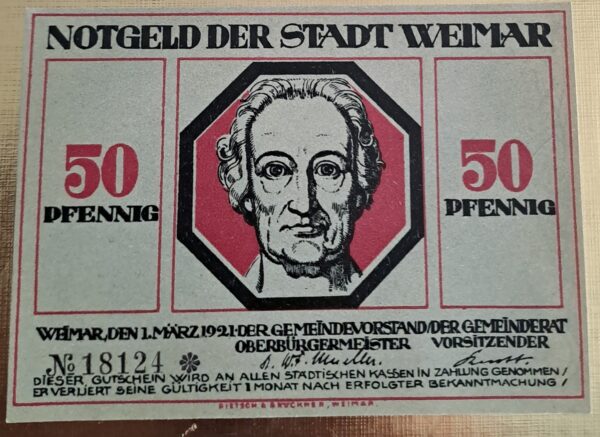 NOTGELD DER STADT WEIMAR
50
PFENNIG
50
PFENNIG
WEIMAR, DEN 1. MÄRZ 1921·DER GEMEINDEVORSTAND/DER GEMEINDERAT
OBERBÜRGERMEISTER VORSITZENDER
No 18124 * Mueller.
DIESER GUTSCHEIN WIRD AN ALLEN STÄDTISCHEN KASSEN IN ZAHLUNG GENOMMEN/
ER VERLIERT SEINE GÜLTIGKEIT 1 MONAT NACH ERFOLGTER BEKANNTMACHUNG/
DIETSCH & BRÜCKNER, WEIMAR